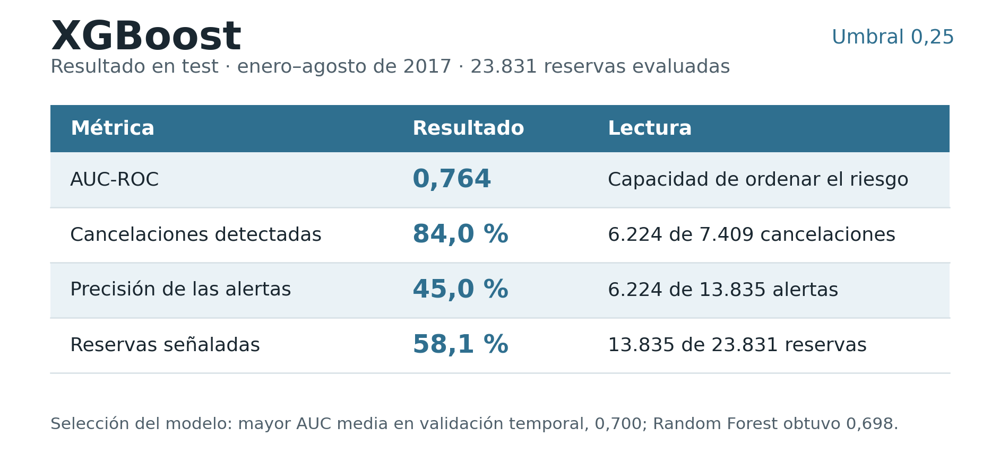 XGBoost
Umbral 0,25
Resultado en test · enero–agosto de 2017 · 23.831 reservas evaluadas
Métrica Resultado Lectura
AUC-ROC 0,764 Capacidad de ordenar el riesgo
Cancelaciones detectadas 84,0 % 6.224 de 7.409 cancelaciones
Precisión de las alertas 45,0 % 6.224 de 13.835 alertas
Reservas señaladas 58,1 % 13.835 de 23.831 reservas
Selección del modelo: mayor AUC media en validación temporal, 0,700; Random Forest obtuvo 0,698.